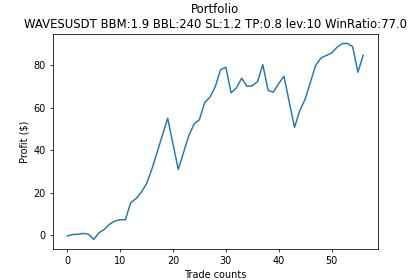 Portfolio
WAVESUSDT BBM:1.9 BBL:240 SL:1.2 TP:0.8 lev:10 WinRatio:77.0
80
60
40
20
0
Profit ($)
0 10 20 30 40 50
Trade counts